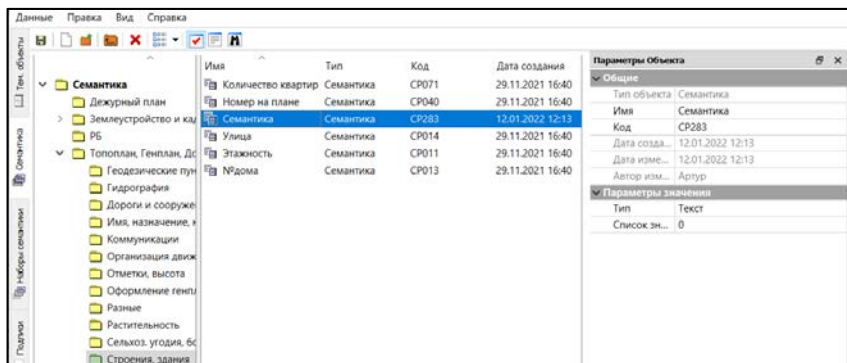 Данные Правка Вид Справка
Тем. объекты
Семантика
Наборы семантики
Подписи
Семантика
Дежурный план
Землеустройство и ка
РБ
Топоплан, Генплан, До
Геодезические пун
Гидрография
Дороги и сооруже
Имя, назначение, н
Коммуникации
Организация движ
Отметки, высота
Оформление генпл
Разные
Растительность
Сельхоз. угодия, бо
Строения, здания
Имя Тип Код Дата создания
Количество квартир Семантика CP071 29.11.2021 16:40
Номер на плане Семантика CP040 29.11.2021 16:40
Семантика Семантика CP283 12.01.2022 12:13
Улица Семантика CP014 29.11.2021 16:40
Этажность Семантика CP011 29.11.2021 16:40
№дома Семантика CP013 29.11.2021 16:40
Параметры Объекта
Общие
Тип объекта Семантика
Имя Семантика
Код CP283
Дата созда... 12.01.2022 12:13
Дата изме... 12.01.2022 12:13
Автор изм... Артур
Параметры значения
Тип Текст
Список зн... 0